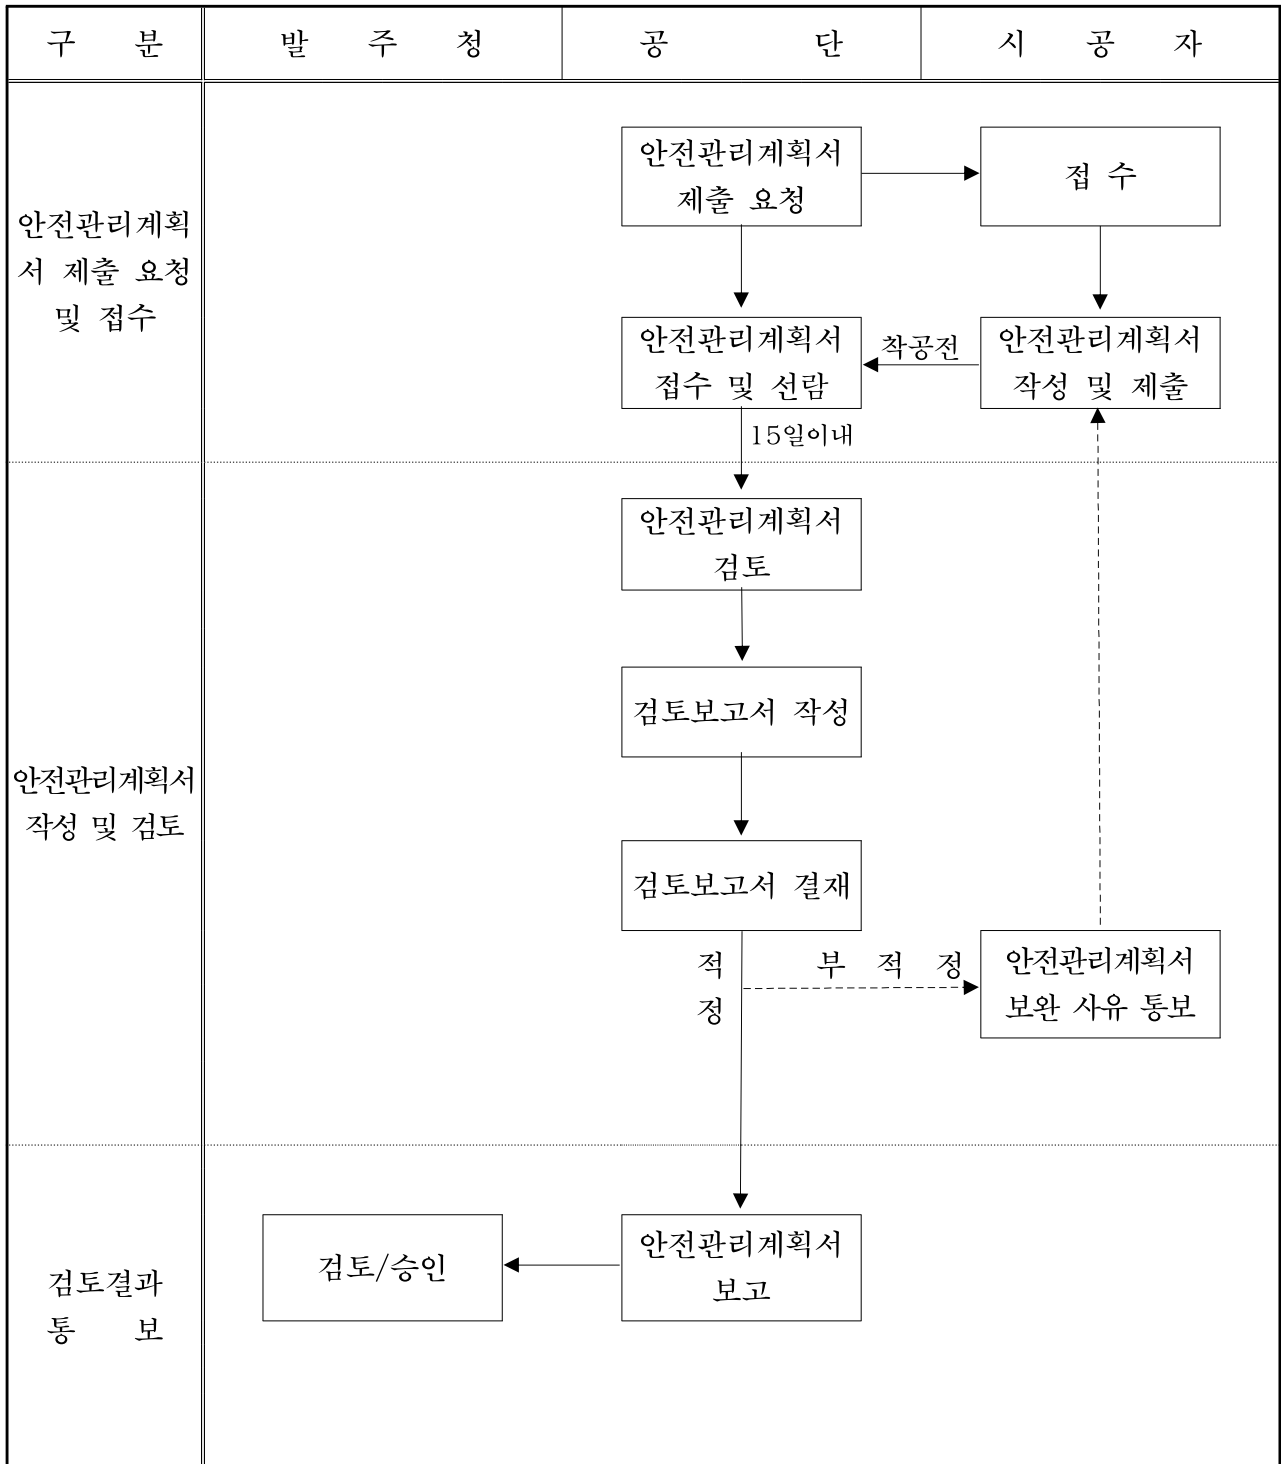 구 분
발 주 청
공 단
시 공 자
안전관리계획
서 제출 요청
및 접수
안전관리계획서
제출 요청
접 수
안전관리계획서
접수 및 선람
착공전
안전관리계획서
작성 및 제출
15일이내
안전관리계획서
작성 및 검토
안전관리계획서
검토
검토보고서 작성
검토보고서 결재
적
정
부 적 정
안전관리계획서
보완 사유 통보
검토결과
통 보
검토/승인
안전관리계획서
보고